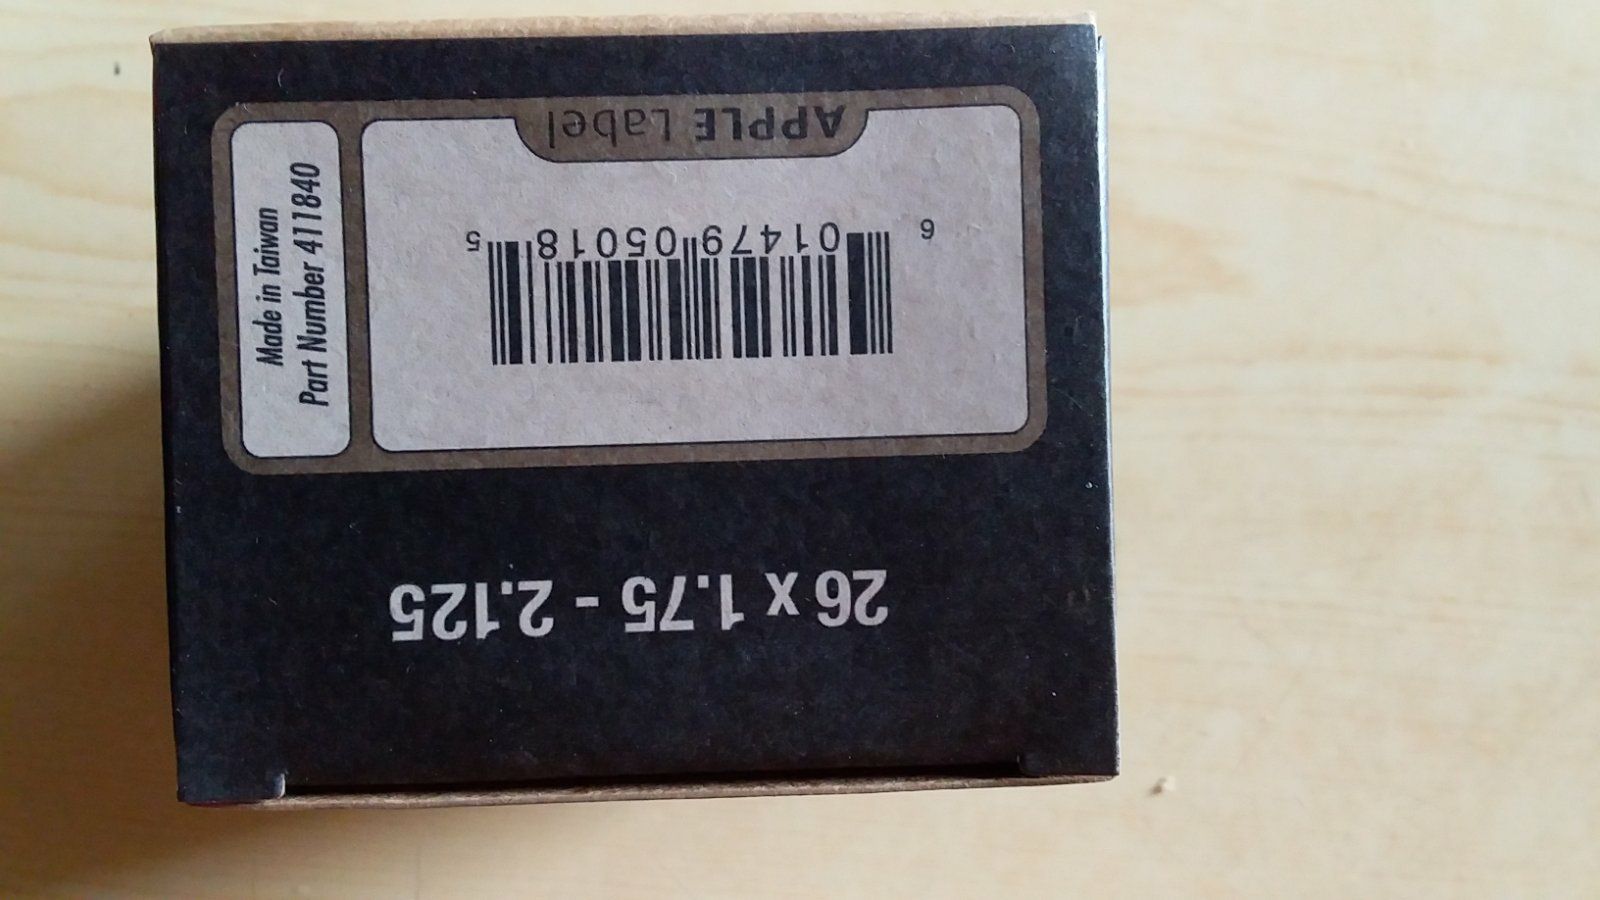 26 x 1.75 - 2.125
6 01479 05018 5
APPLE Label
Made in Taiwan
Part Number 411840